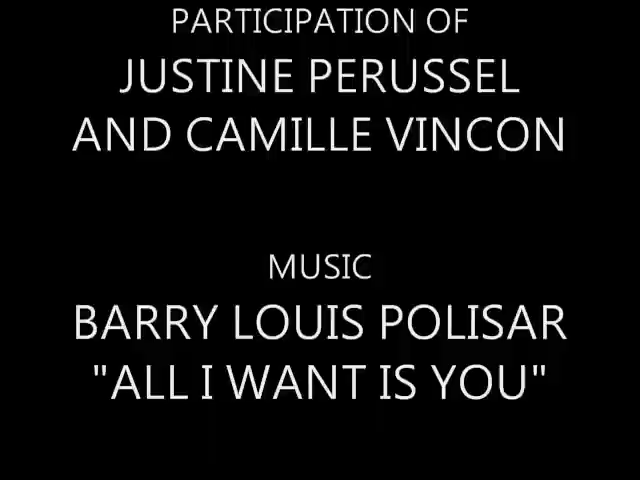 PARTICIPATION OF
JUSTINE PERUSSEL
AND CAMILLE VINCON
MUSIC
BARRY LOUIS POLISAR
"ALL I WANT IS YOU"